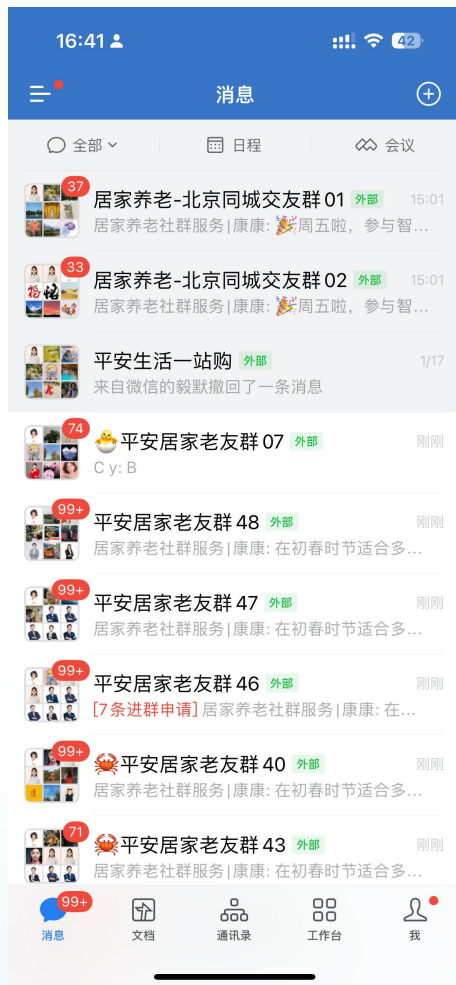 16:41
42
消息
全部
日程
会议
37
居家养老-北京同城交友群 01 外部 15:01
居家养老社群服务|康康: 🎉周五啦，参与智...
33
居家养老-北京同城交友群 02 外部 15:01
居家养老社群服务|康康: 🎉周五啦，参与智...
平安生活一站购 外部 1/17
来自微信的毅默撤回了一条消息
74
🐣平安居家老友群 07 外部 刚刚
C y: B
99+
平安居家老友群 48 外部 刚刚
居家养老社群服务|康康: 在初春时节适合多...
99+
平安居家老友群 47 外部 刚刚
居家养老社群服务|康康: 在初春时节适合多...
99+
平安居家老友群 46 外部 刚刚
[7条进群申请] 居家养老社群服务|康康: 在...
99+
🦀平安居家老友群 40 外部 刚刚
居家养老社群服务|康康: 在初春时节适合多...
71
🦀平安居家老友群 43 外部 刚刚
居家养老社群服务|康康: 在初春时节适合多...
99+
消息
文档
通讯录
工作台
我